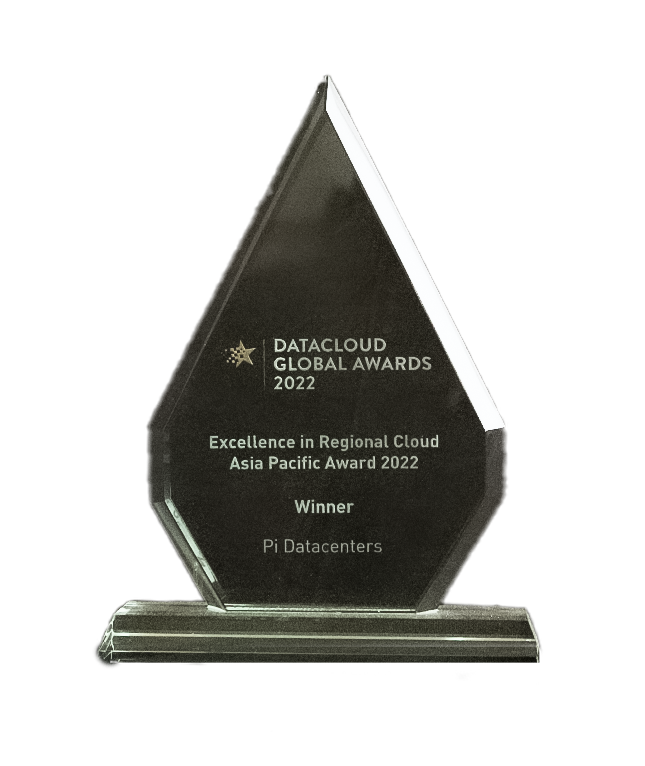 DATACLOUD
GLOBAL AWARDS
2022
Excellence in Regional Cloud
Asia Pacific Award 2022
Winner
Pi Datacenters